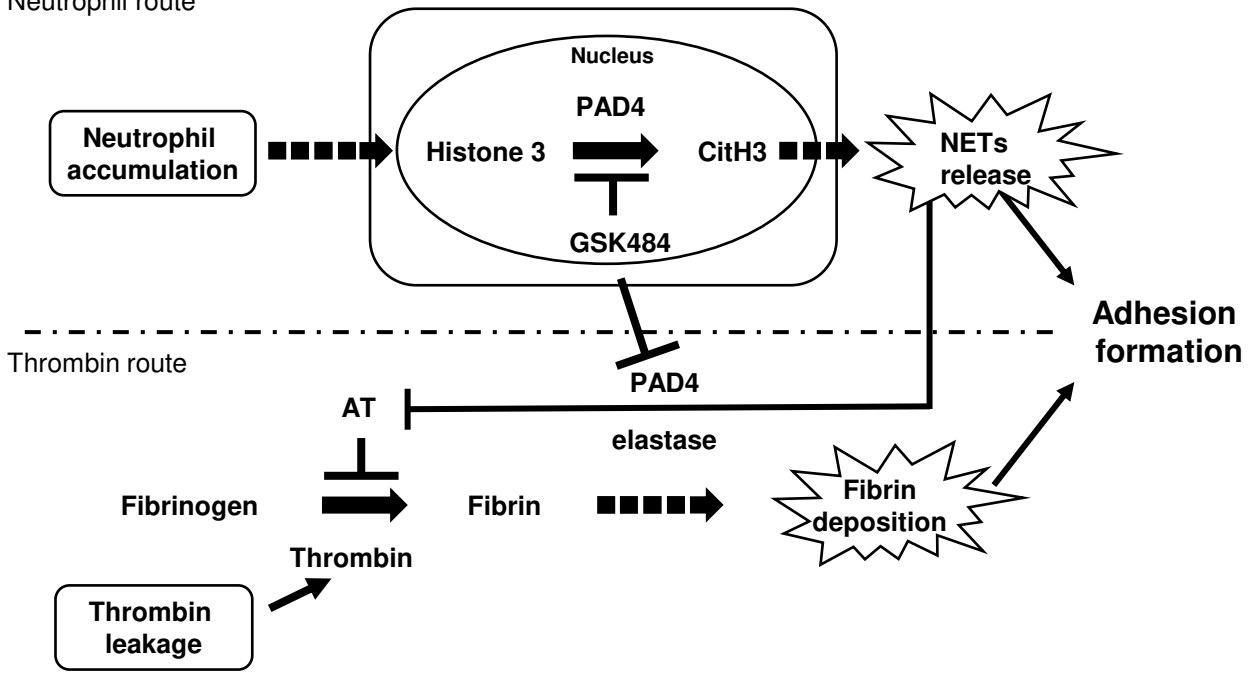 Neutrophil route
Nucleus
PAD4
Neutrophil
accumulation
Histone 3
CitH3
NETs
release
GSK484
Adhesion
formation
Thrombin route
PAD4
AT
elastase
Fibrinogen
Fibrin
Fibrin
deposition
Thrombin
Thrombin
leakage